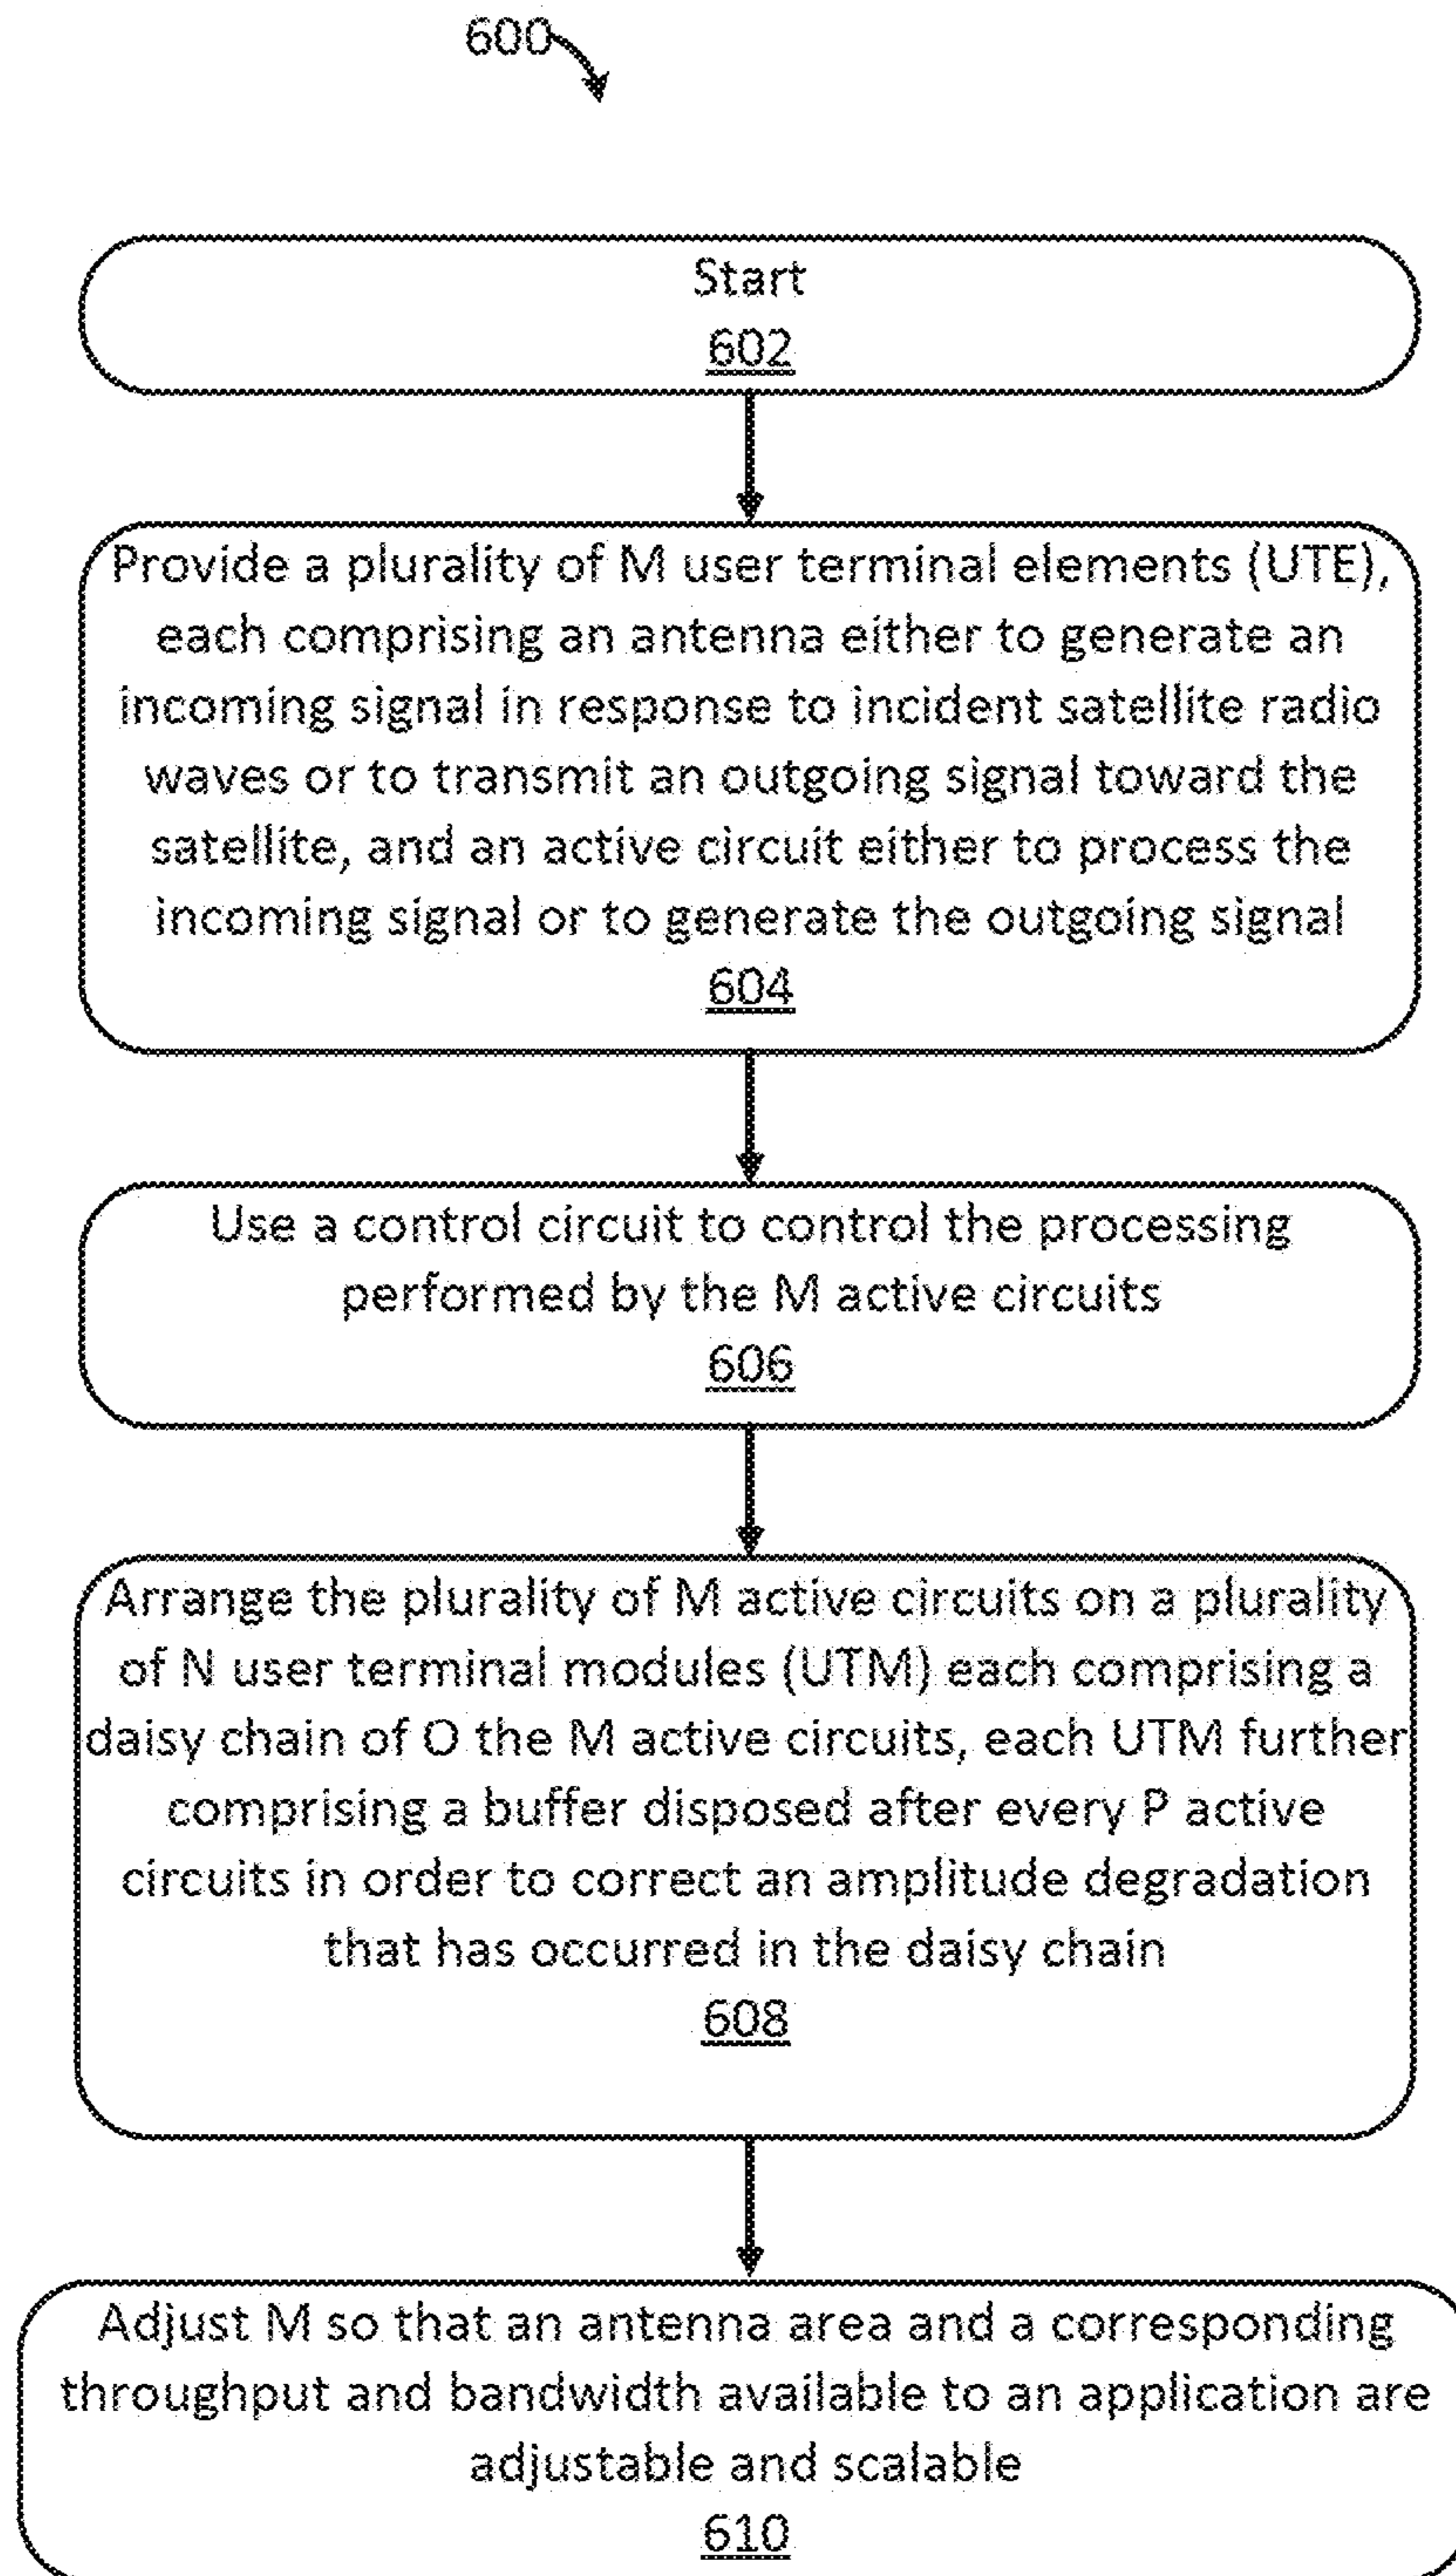 600
Start
602
Provide a plurality of M user terminal elements (UTE),
each comprising an antenna either to generate an
incoming signal in response to incident satellite radio
waves or to transmit an outgoing signal toward the
satellite, and an active circuit either to process the
incoming signal or to generate the outgoing signal
604
Use a control circuit to control the processing
performed by the M active circuits
606
Arrange the plurality of M active circuits on a plurality
of N user terminal modules (UTM) each comprising a
daisy chain of O the M active circuits, each UTM further
comprising a buffer disposed after every P active
circuits in order to correct an amplitude degradation
that has occurred in the daisy chain
608
Adjust M so that an antenna area and a corresponding
throughput and bandwidth available to an application are
adjustable and scalable
610